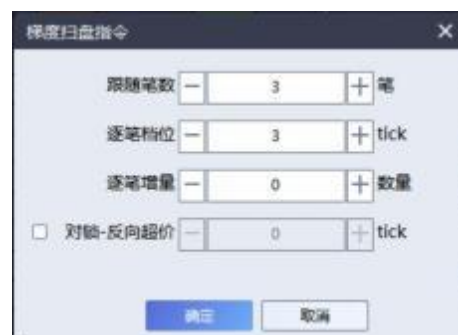 梯度扫盘指令
跟随笔数 3 笔
逐笔档位 3 tick
逐笔增量 0 数量
对锁-反向超价 0 tick
确定 取消